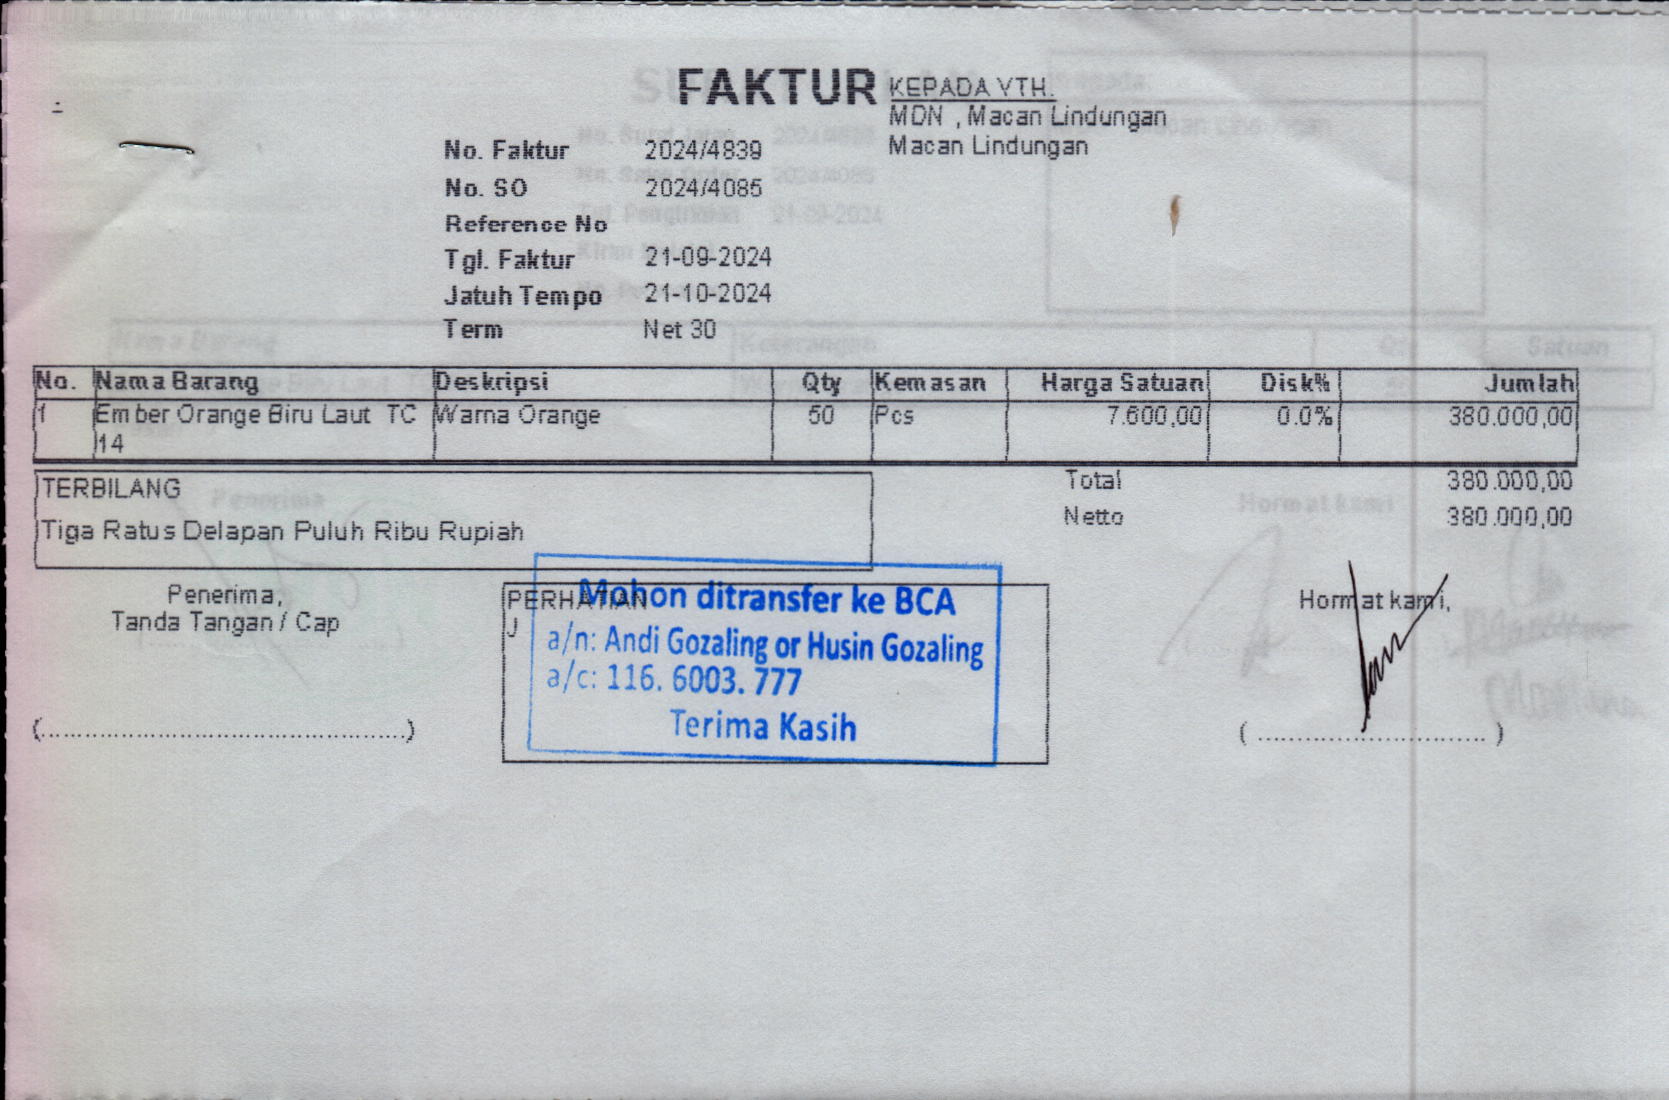 FAKTUR
KEPADA YTH.
MDN , Macan Lindungan
Macan Lindungan
No. Faktur 2024/4839
No. SO 2024/4085
Reference No
Tgl. Faktur 21-09-2024
Jatuh Tempo 21-10-2024
Term Net 30
No. Nama Barang Deskripsi Qty Kemasan Harga Satuan Disk% Jumlah
1 Ember Orange Biru Laut TC Warna Orange 50 Pcs 7.600,00 0.0% 380.000,00
14
TERBILANG
Tiga Ratus Delapan Puluh Ribu Rupiah
Total 380.000,00
Netto 380.000,00
Penerima,
Tanda Tangan / Cap
(..........................................)
PERHATIAN
J
Mohon ditransfer ke BCA
a/n: Andi Gozaling or Husin Gozaling
a/c: 116. 6003. 777
Terima Kasih
Hormat kami,
( ............................. )